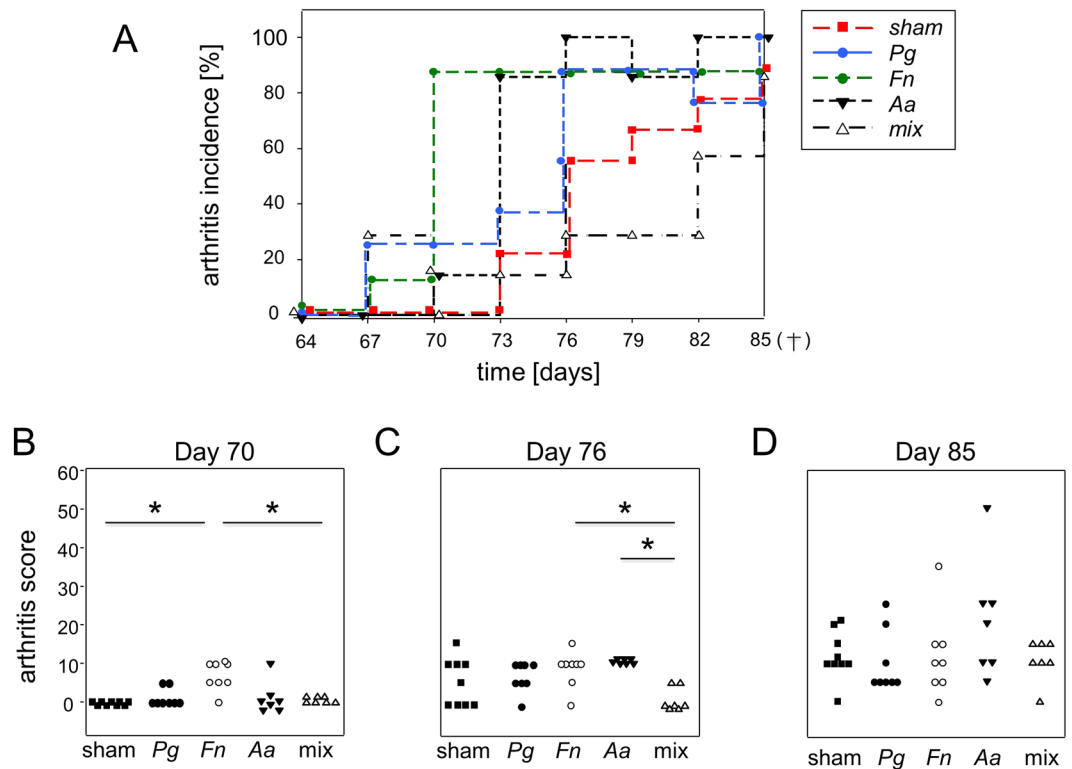 A
arthritis incidence [%]
100
80
60
40
20
0
64 67 70 73 76 79 82 85 (†)
time [days]
sham
Pg
Fn
Aa
mix
B
Day 70
arthritis score
60
50
40
30
20
10
0
*
*
sham Pg Fn Aa mix
C
Day 76
*
*
sham Pg Fn Aa mix
D
Day 85
sham Pg Fn Aa mix